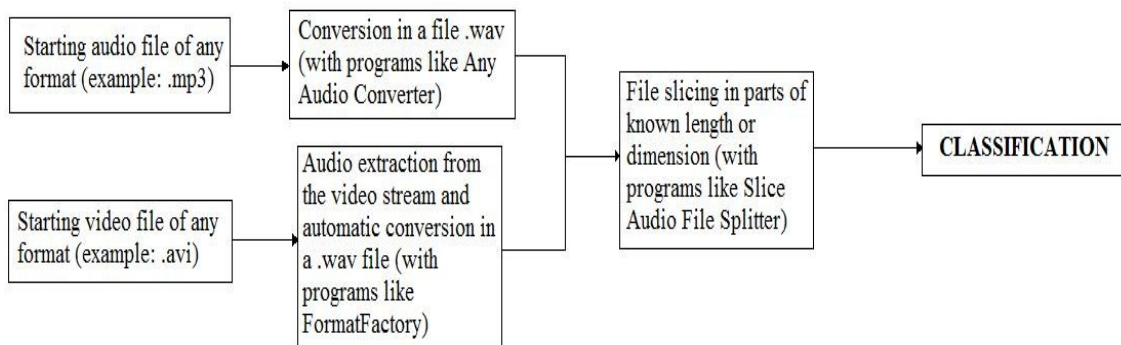 Starting audio file of any
format (example: .mp3)
Conversion in a file .wav
(with programs like Any
Audio Converter)
Starting video file of any
format (example: .avi)
Audio extraction from
the video stream and
automatic conversion in
a .wav file (with
programs like
FormatFactory)
File slicing in parts of
known length or
dimension (with
programs like Slice
Audio File Splitter)
CLASSIFICATION